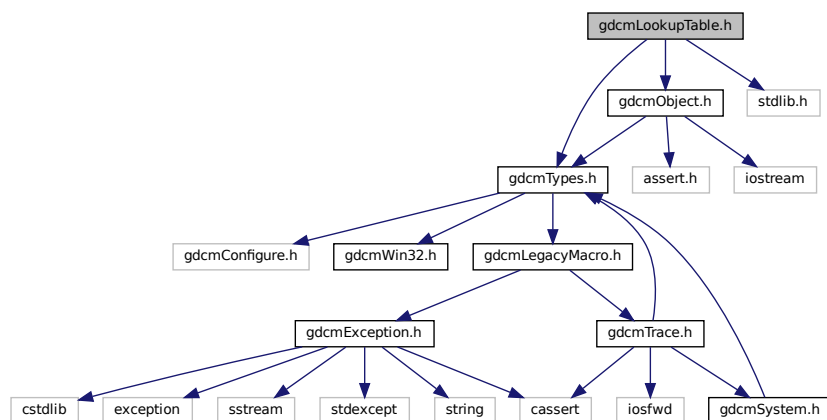 gdcmLookupTable.h
gdcmObject.h
stdlib.h
gdcmTypes.h
assert.h
iostream
gdcmConfigure.h
gdcmWin32.h
gdcmLegacyMacro.h
gdcmException.h
gdcmTrace.h
cstdlib
exception
sstream
stdexcept
string
cassert
iosfwd
gdcmSystem.h